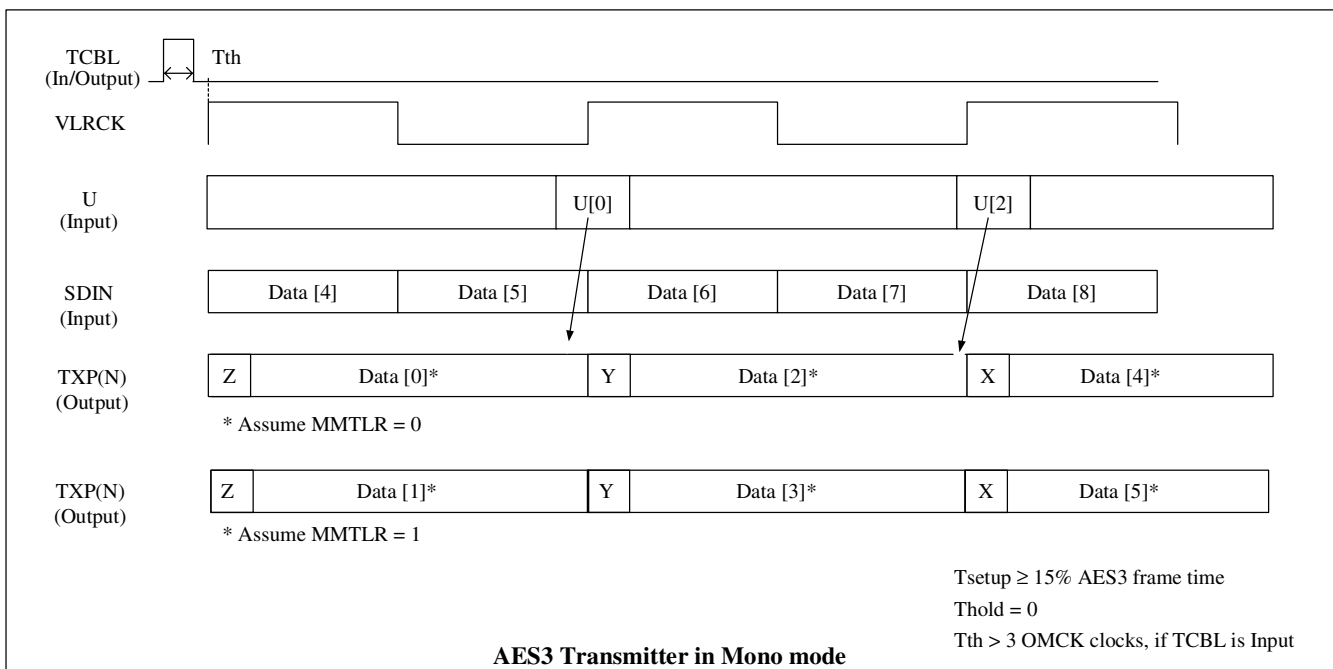 TCBL
(In/Output)
Tth
VLRCK
U
(Input)
U[0]
U[2]
SDIN
(Input)
Data [4]
Data [5]
Data [6]
Data [7]
Data [8]
TXP(N)
(Output)
Z
Data [0]*
Y
Data [2]*
X
Data [4]*
* Assume MMTLR = 0
TXP(N)
(Output)
Z
Data [1]*
Y
Data [3]*
X
Data [5]*
* Assume MMTLR = 1
Tsetup ≥ 15% AES3 frame time
Thold = 0
Tth > 3 OMCK clocks, if TCBL is Input
AES3 Transmitter in Mono mode